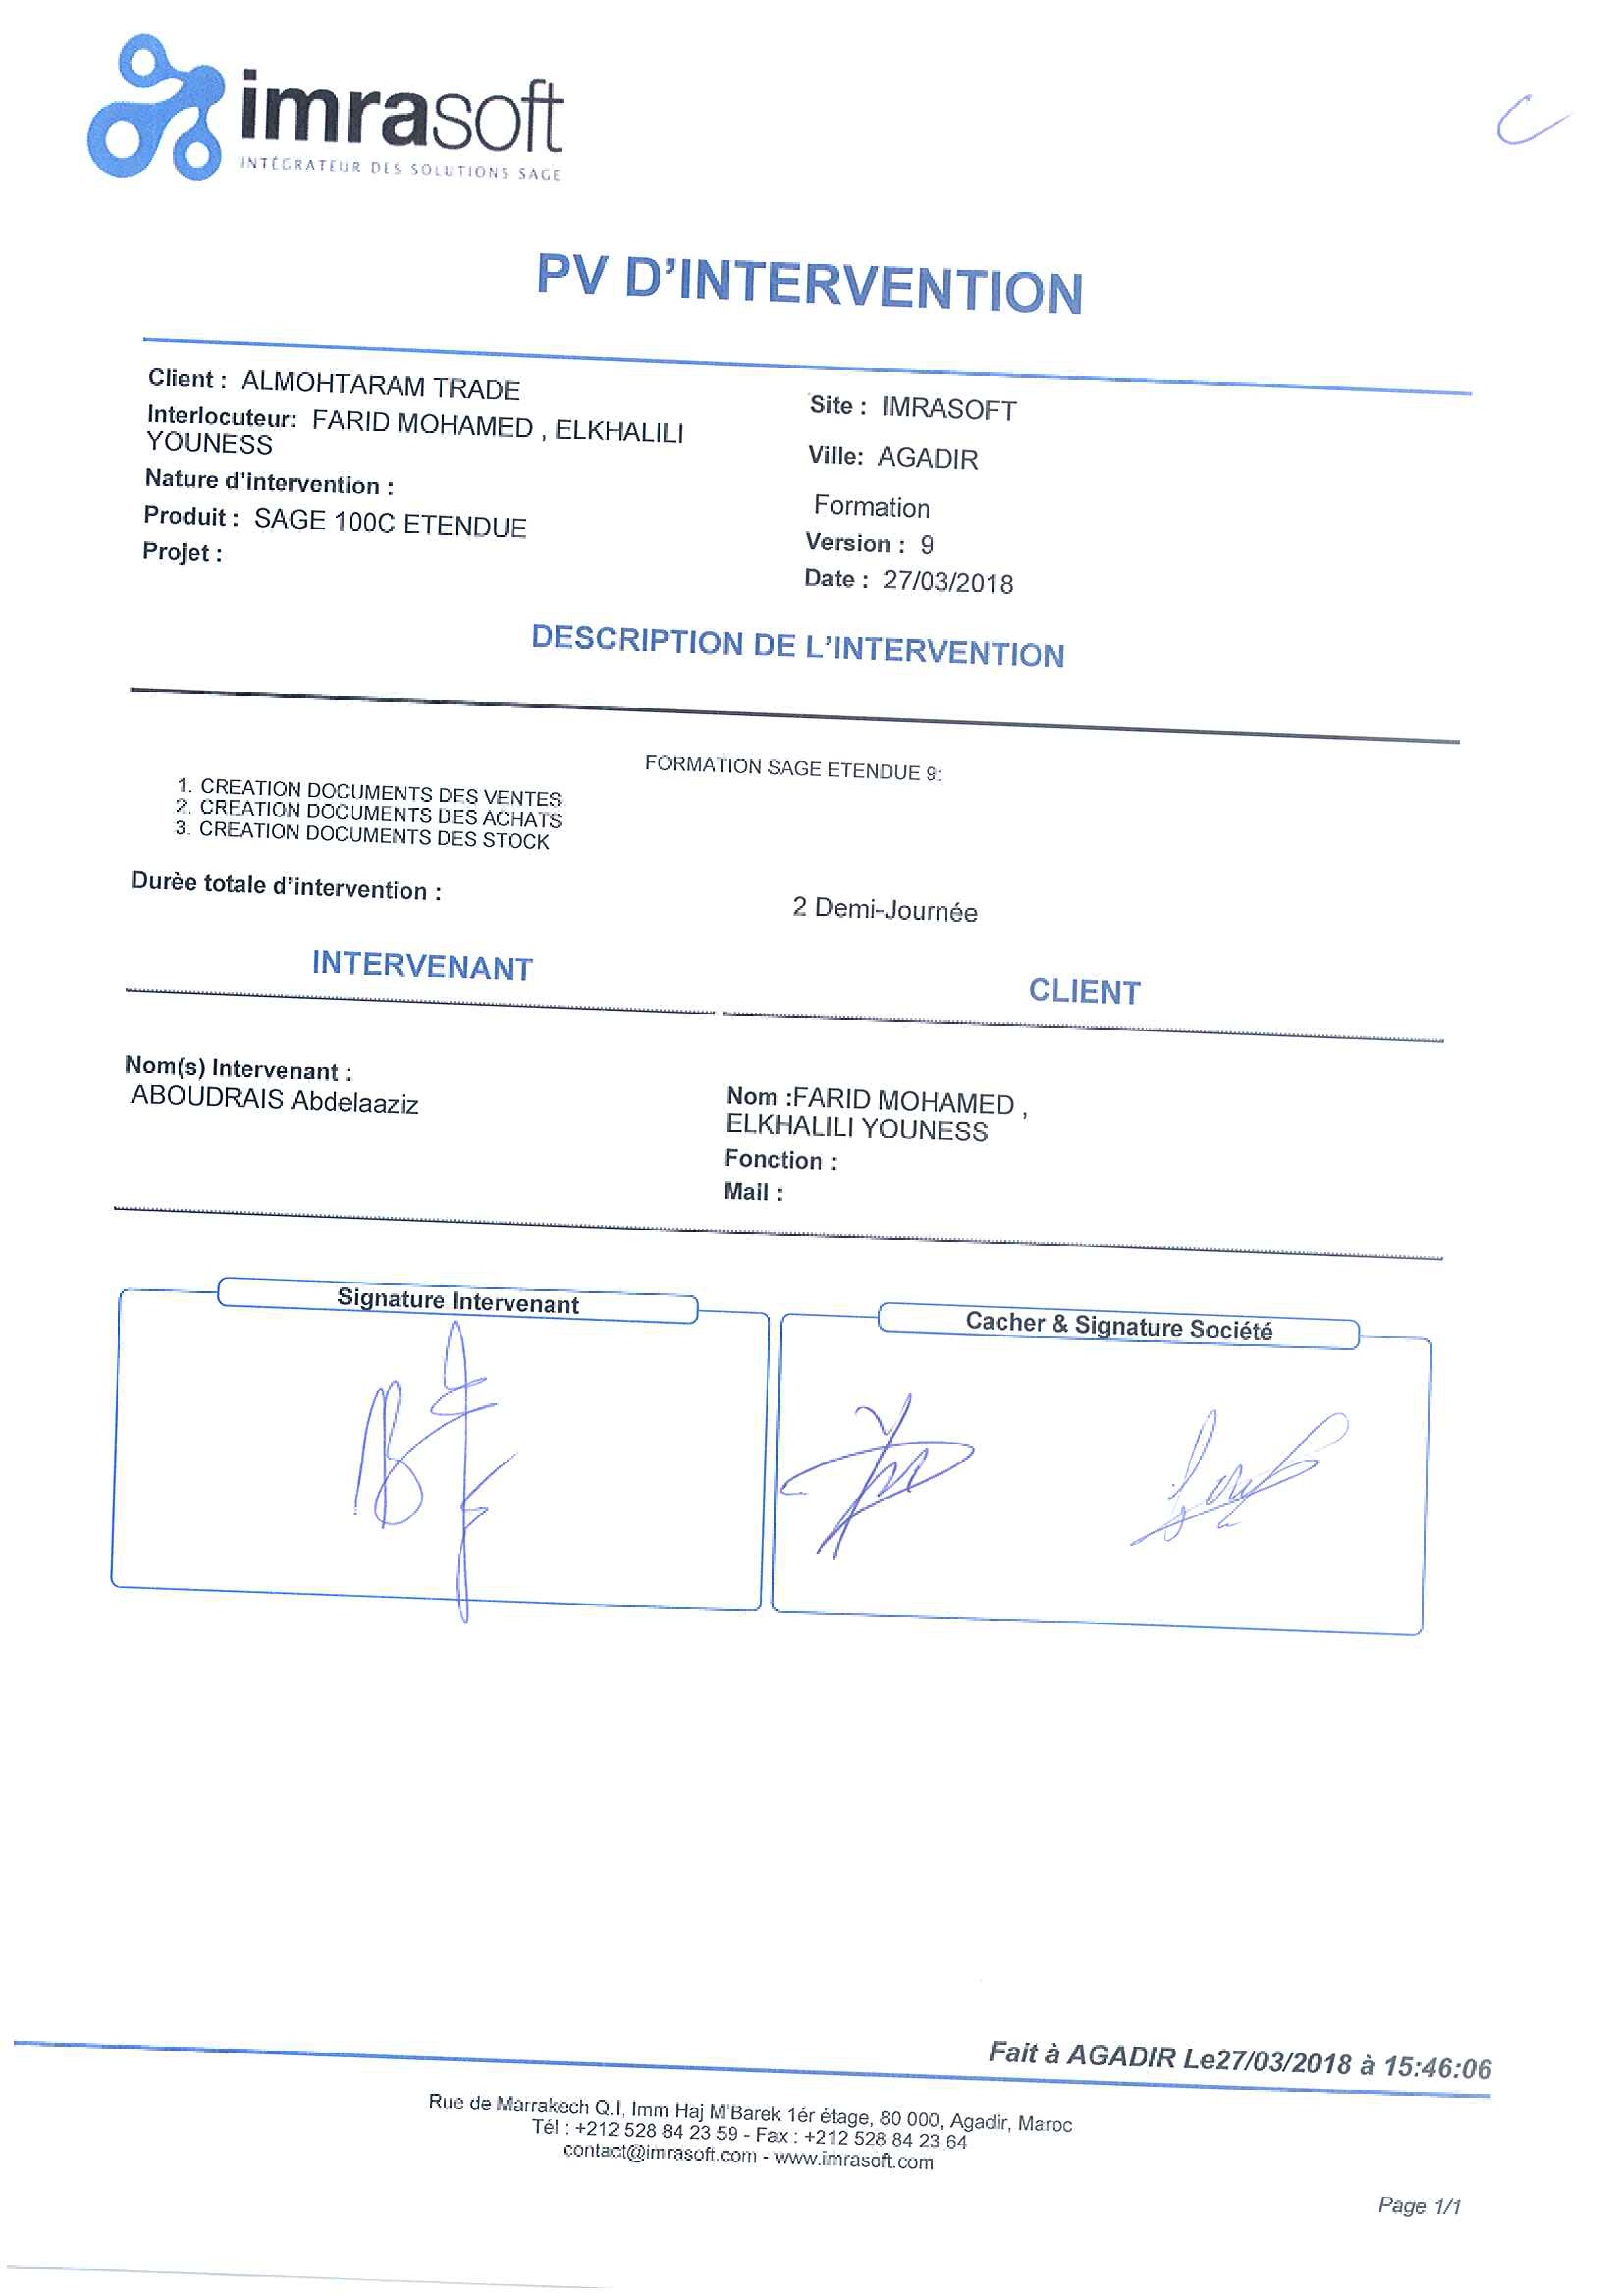 imrasoft
INTÉGRATEUR DES SOLUTIONS SAGE
PV D'INTERVENTION
Client : ALMOHTARAM TRADE
Interlocuteur: FARID MOHAMED , ELKHALILI
YOUNESS
Nature d'intervention :
Produit : SAGE 100C ETENDUE
Projet :
Site : IMRASOFT
Ville: AGADIR
Formation
Version : 9
Date : 27/03/2018
DESCRIPTION DE L'INTERVENTION
FORMATION SAGE ETENDUE 9:
1. CREATION DOCUMENTS DES VENTES
2. CREATION DOCUMENTS DES ACHATS
3. CREATION DOCUMENTS DES STOCK
Durèe totale d'intervention :
2 Demi-Journée
INTERVENANT
CLIENT
Nom(s) Intervenant :
ABOUDRAIS Abdelaaziz
Nom :FARID MOHAMED ,
ELKHALILI YOUNESS
Fonction :
Mail :
Signature Intervenant
Cacher & Signature Société
Fait à AGADIR Le27/03/2018 à 15:46:06
Rue de Marrakech Q.I, Imm Haj M'Barek 1ér étage, 80 000, Agadir, Maroc
Tél : +212 528 84 23 59 - Fax : +212 528 84 23 64
contact@imrasoft.com - www.imrasoft.com
Page 1/1